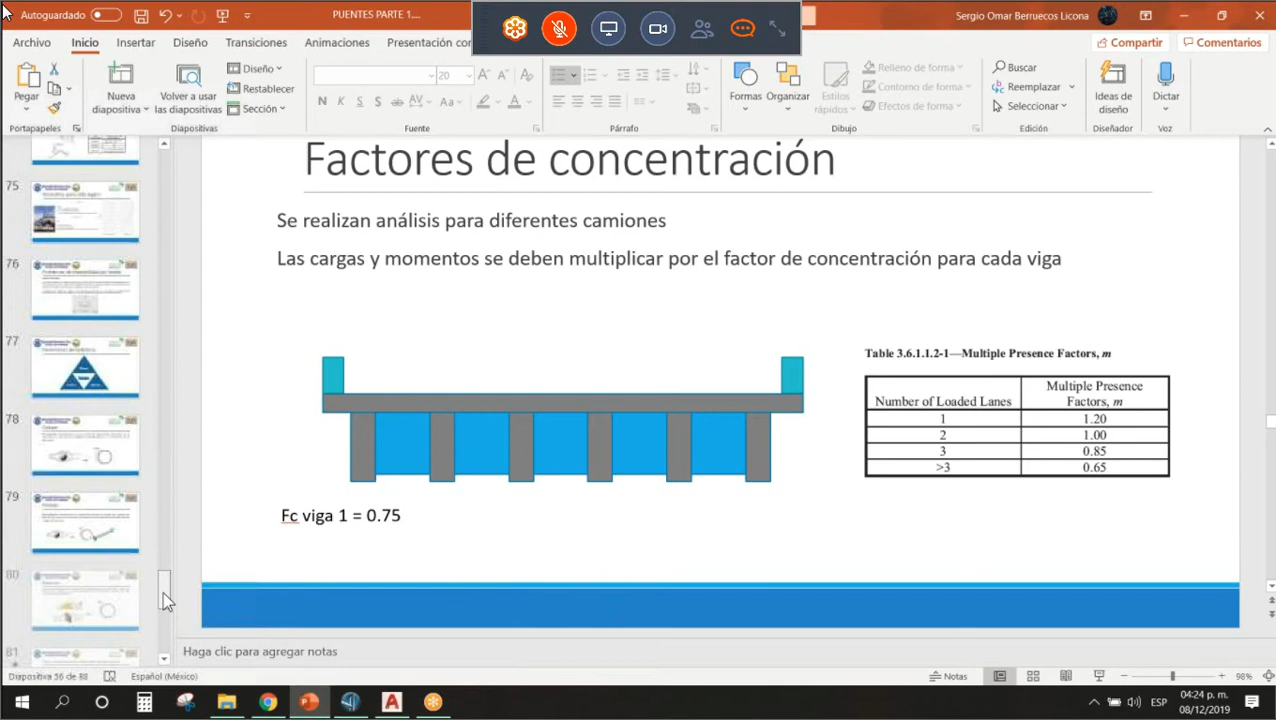 Autoguardado
PUENTES PARTE 1....
Sergio Omar Berruecos Licona
Archivo
Inicio
Insertar
Diseño
Transiciones
Animaciones
Presentación con
Compartir
Comentarios
Pegar
Nueva
diapositiva
Volver a usar
las diapositivas
Diseño
Restablecer
Sección
20
N K S S ab AV Aa A
Formas
Organizar
Estilos
rápidos
Relleno de forma
Contorno de forma
Efectos de forma
Buscar
Reemplazar
Seleccionar
Ideas de
diseño
Dictar
Portapapeles
Diapositivas
Fuente
Párrafo
Dibujo
Edición
Diseñador
Voz
75
76
77
78
79
80
81
Factores de concentración
Se realizan análisis para diferentes camiones
Las cargas y momentos se deben multiplicar por el factor de concentración para cada viga
Table 3.6.1.1.2-1—Multiple Presence Factors, m
Number of Loaded Lanes Multiple Presence Factors, m
1 1.20
2 1.00
3 0.85
>3 0.65
Fc viga 1 = 0.75
Haga clic para agregar notas
Diapositiva 56 de 88
Español (México)
Notas
98%
ESP
04:24 p. m.
08/12/2019